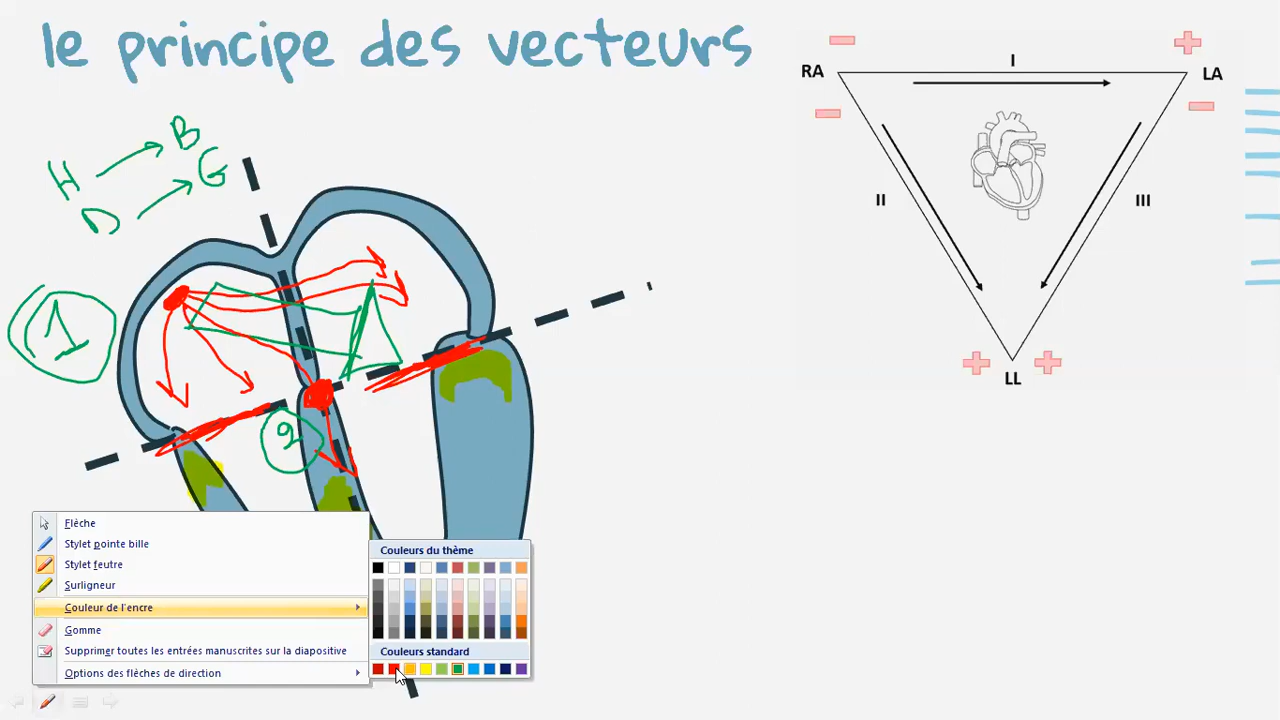 le principe des vecteurs
RA
I
LA
II
III
LL
H → B
D → G
1
2
Flèche
Stylet pointe bille
Stylet feutre
Surligneur
Couleur de l'encre
Gomme
Supprimer toutes les entrées manuscrites sur la diapositive
Options des flèches de direction
Couleurs du thème
Couleurs standard